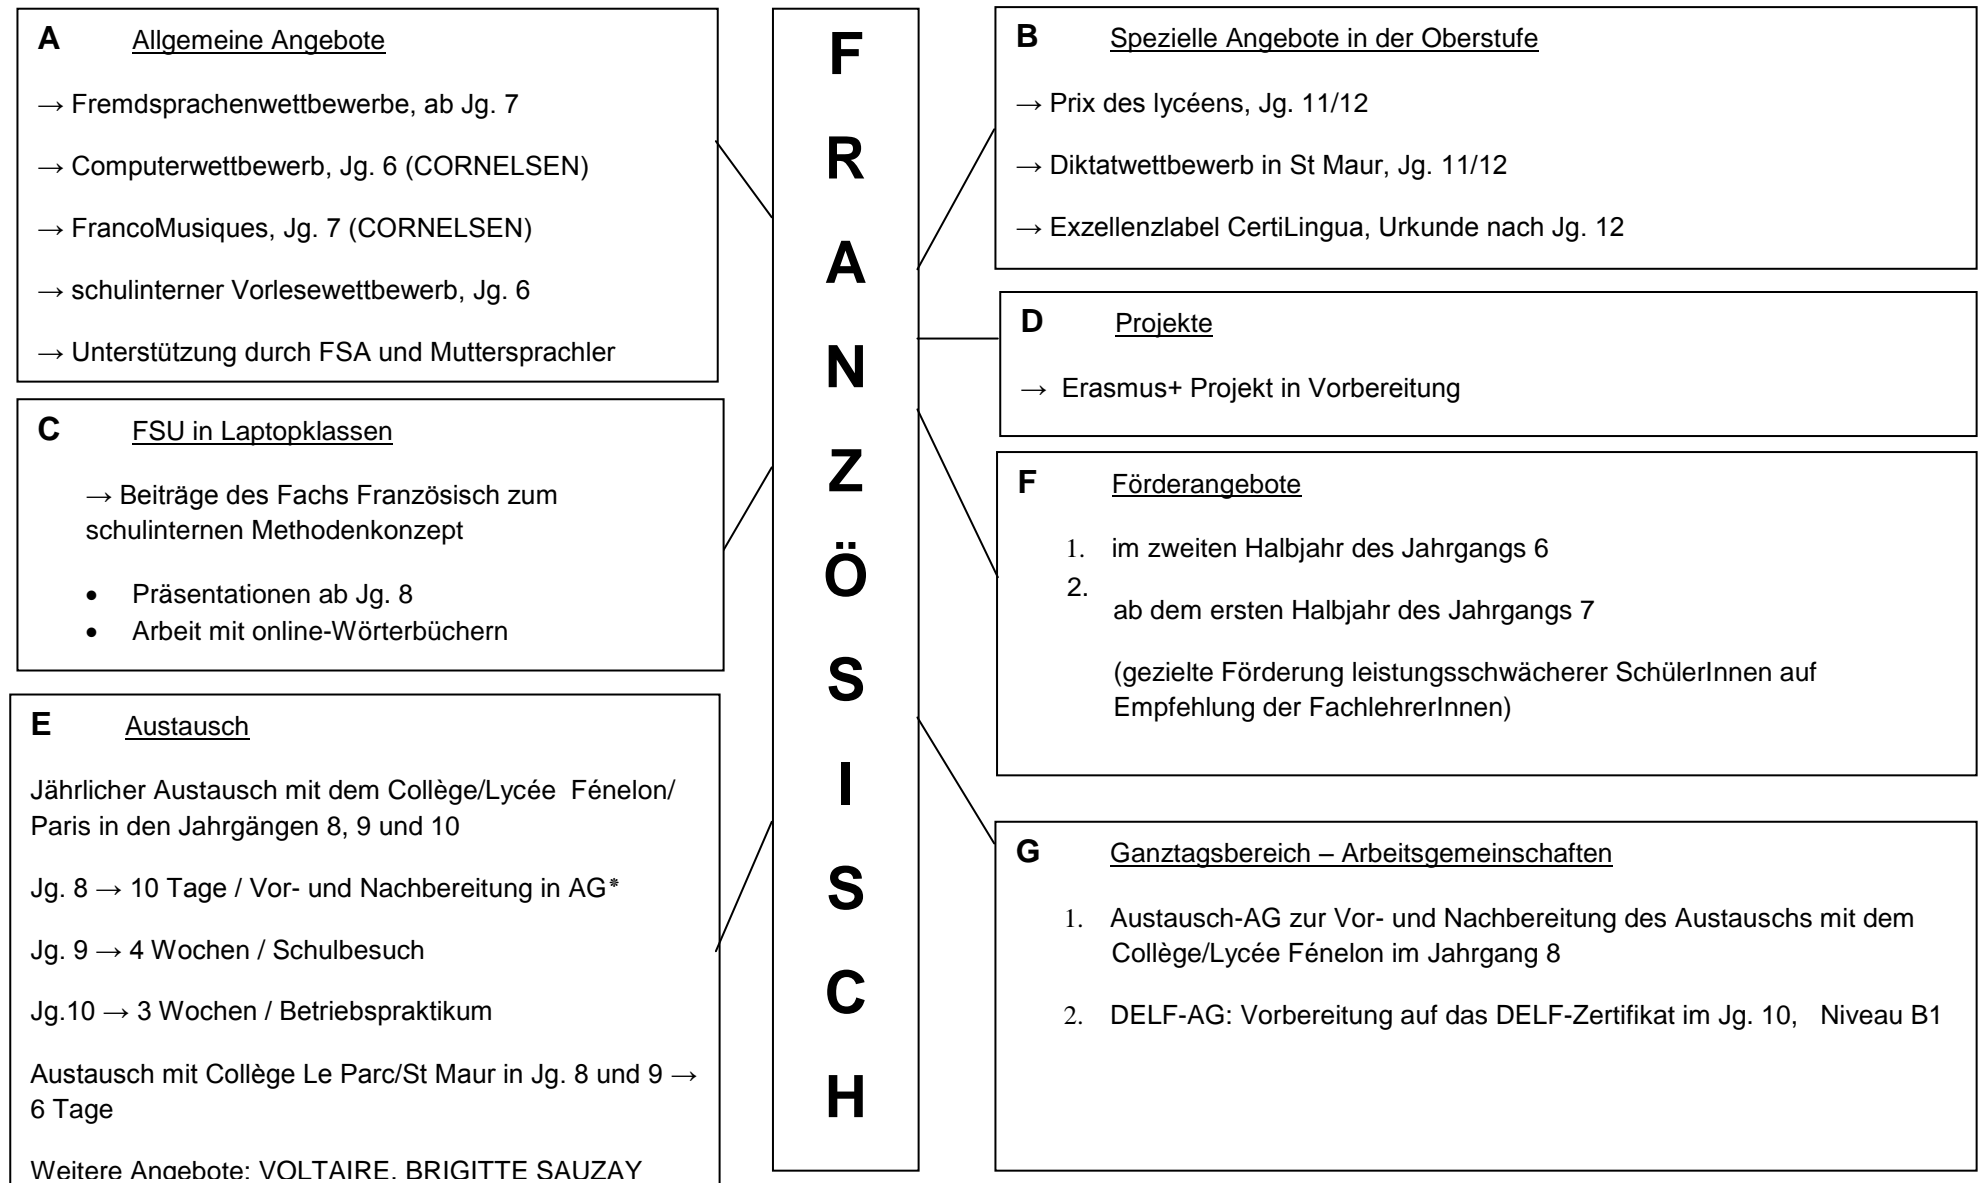 A Allgemeine Angebote
→ Fremdsprachenwettbewerbe, ab Jg. 7
→ Computerwettbewerb, Jg. 6 (CORNELSEN)
→ FrancoMusiques, Jg. 7 (CORNELSEN)
→ schulinterner Vorlesewettbewerb, Jg. 6
→ Unterstützung durch FSA und Muttersprachler
C FSU in Laptopklassen
→ Beiträge des Fachs Französisch zum
schulinternen Methodenkonzept
• Präsentationen ab Jg. 8
• Arbeit mit online-Wörterbüchern
E Austausch
Jährlicher Austausch mit dem Collège/Lycée Fénelon/
Paris in den Jahrgängen 8, 9 und 10
Jg. 8 → 10 Tage / Vor- und Nachbereitung in AG*
Jg. 9 → 4 Wochen / Schulbesuch
Jg.10 → 3 Wochen / Betriebspraktikum
Austausch mit Collège Le Parc/St Maur in Jg. 8 und 9 →
6 Tage
Weitere Angebote: VOLTAIRE, BRIGITTE SAUZAY
F
R
A
N
Z
Ö
S
I
S
C
H
B Spezielle Angebote in der Oberstufe
→ Prix des lycéens, Jg. 11/12
→ Diktatwettbewerb in St Maur, Jg. 11/12
→ Exzellenzlabel CertiLingua, Urkunde nach Jg. 12
D Projekte
→ Erasmus+ Projekt in Vorbereitung
F Förderangebote
1. im zweiten Halbjahr des Jahrgangs 6
2.
ab dem ersten Halbjahr des Jahrgangs 7
(gezielte Förderung leistungsschwächerer SchülerInnen auf
Empfehlung der FachlehrerInnen)
G Ganztagsbereich – Arbeitsgemeinschaften
1. Austausch-AG zur Vor- und Nachbereitung des Austauschs mit dem
Collège/Lycée Fénelon im Jahrgang 8
2. DELF-AG: Vorbereitung auf das DELF-Zertifikat im Jg. 10, Niveau B1